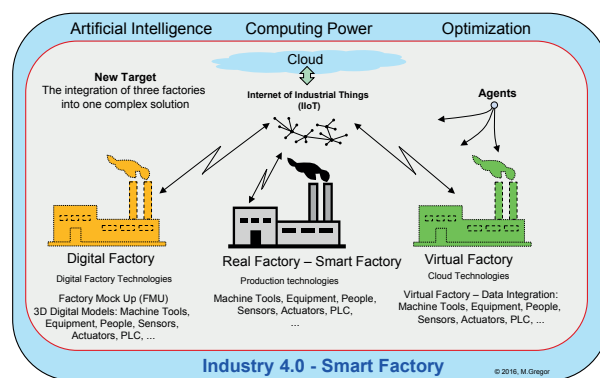 Artificial Intelligence
Computing Power
Optimization
Cloud
New Target
The integration of three factories
into one complex solution
Internet of Industrial Things
(IIoT)
Agents
Digital Factory
Digital Factory Technologies
Factory Mock Up (FMU)
3D Digital Models: Machine Tools,
Equipment, People, Sensors,
Actuators, PLC, ...
Real Factory – Smart Factory
Production technologies
Machine Tools, Equipment, People,
Sensors, Actuators, PLC,
...
Virtual Factory
Cloud Technologies
Virtual Factory – Data Integration:
Machine Tools, Equipment, People,
Sensors, Actuators, PLC, ...
Industry 4.0 - Smart Factory
© 2016, M.Gregor